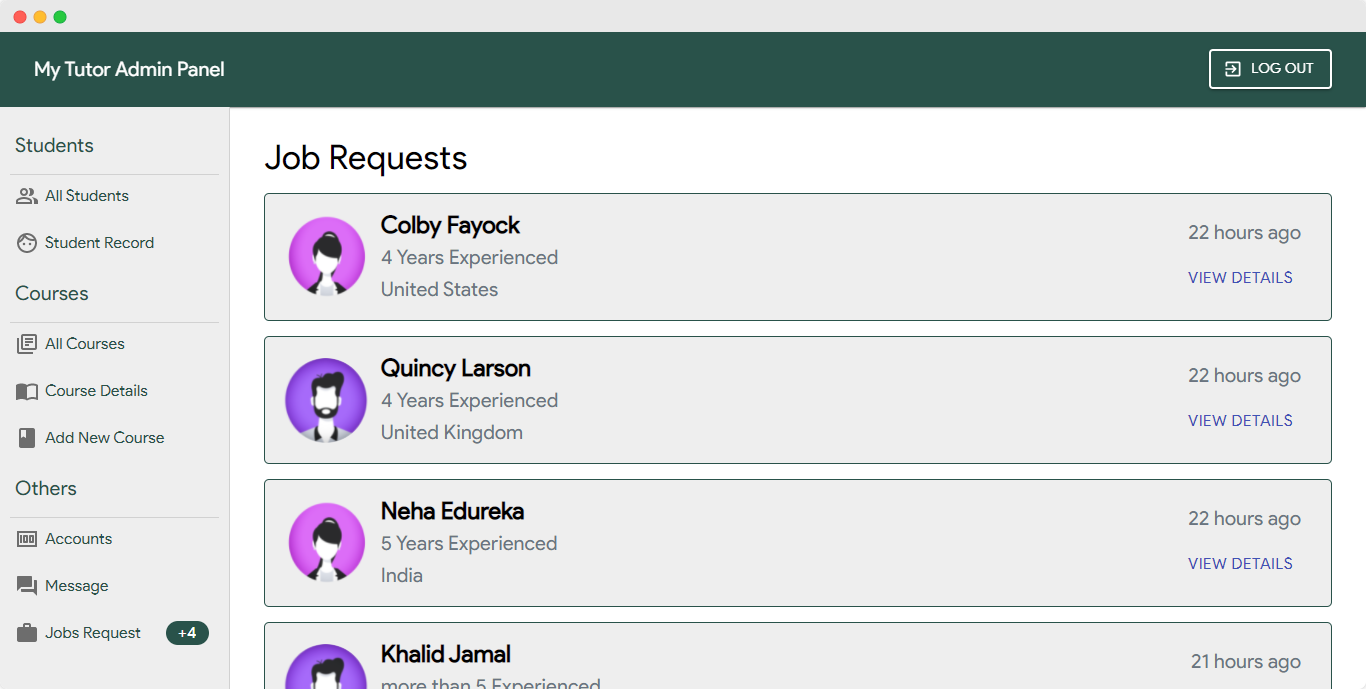 My Tutor Admin Panel
LOG OUT
Students
All Students
Student Record
Courses
All Courses
Course Details
Add New Course
Others
Accounts
Message
Jobs Request +4
Job Requests
Colby Fayock
4 Years Experienced
United States
22 hours ago
VIEW DETAILS
Quincy Larson
4 Years Experienced
United Kingdom
22 hours ago
VIEW DETAILS
Neha Edureka
5 Years Experienced
India
22 hours ago
VIEW DETAILS
Khalid Jamal
more than 5 Experienced
21 hours ago